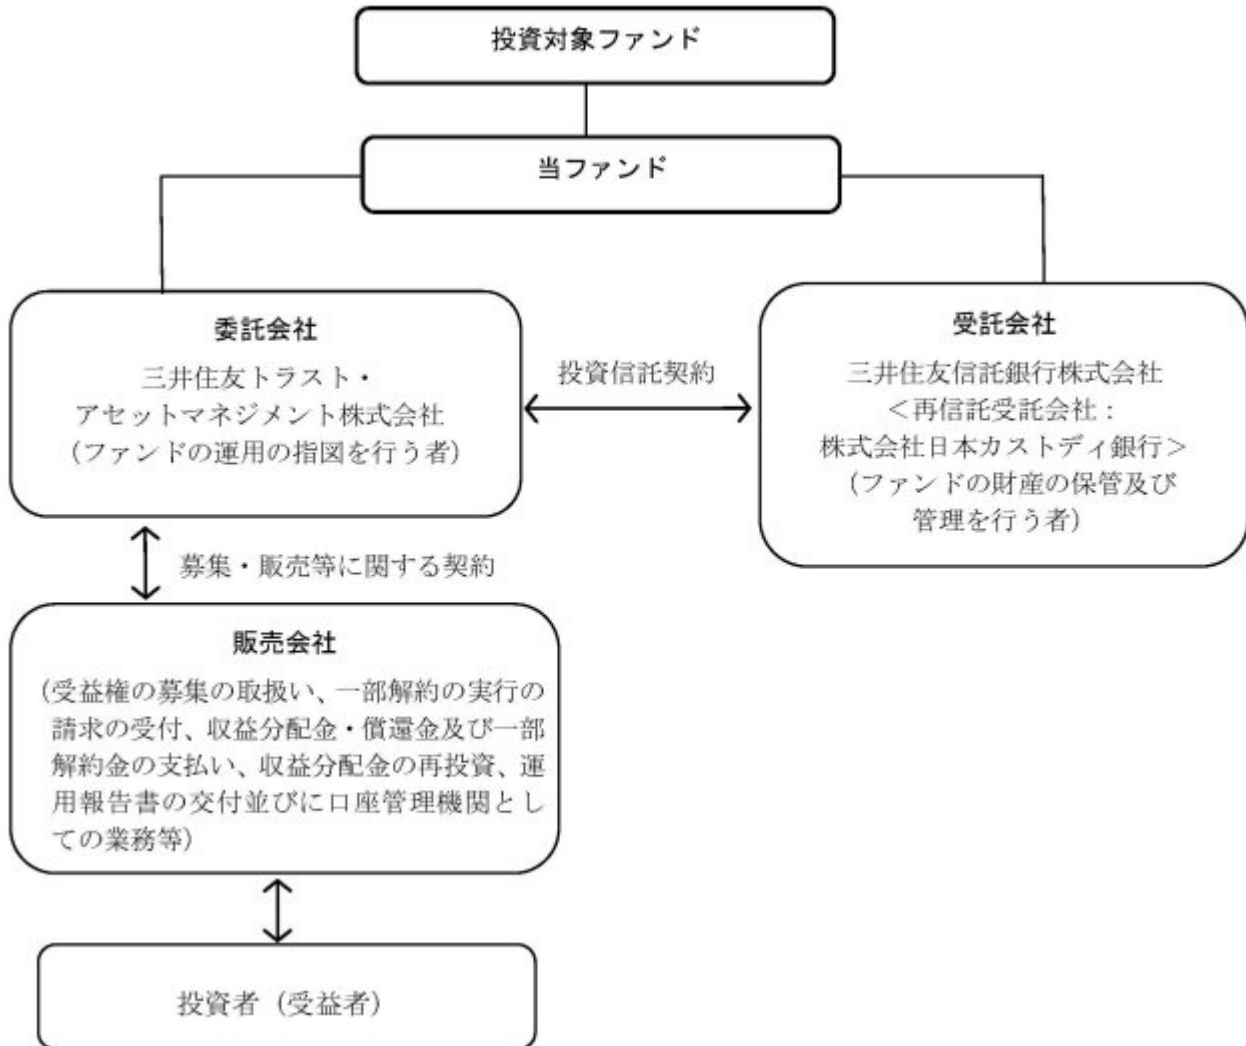 投資対象ファンド
当ファンド
委託会社
三井住友トラスト・
アセットマネジメント株式会社
(ファンドの運用の指図を行う者)
投資信託契約
受託会社
三井住友信託銀行株式会社
<再信託受託会社:
株式会社日本カストディ銀行>
(ファンドの財産の保管及び
管理を行う者)
募集・販売等に関する契約
販売会社
(受益権の募集の取扱い、一部解約の実行の
請求の受付、収益分配金・償還金及び一部
解約金の支払い、収益分配金の再投資、運
用報告書の交付並びに口座管理機関とし
ての業務等)
投資者(受益者)